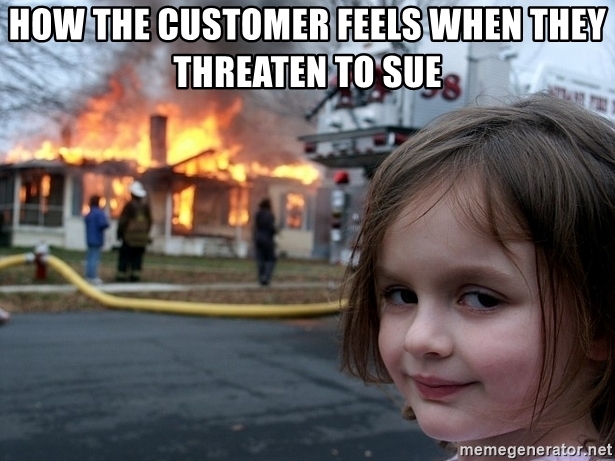 HOW THE CUSTOMER FEELS WHEN THEY
THREATEN TO SUE
memegenerator.net